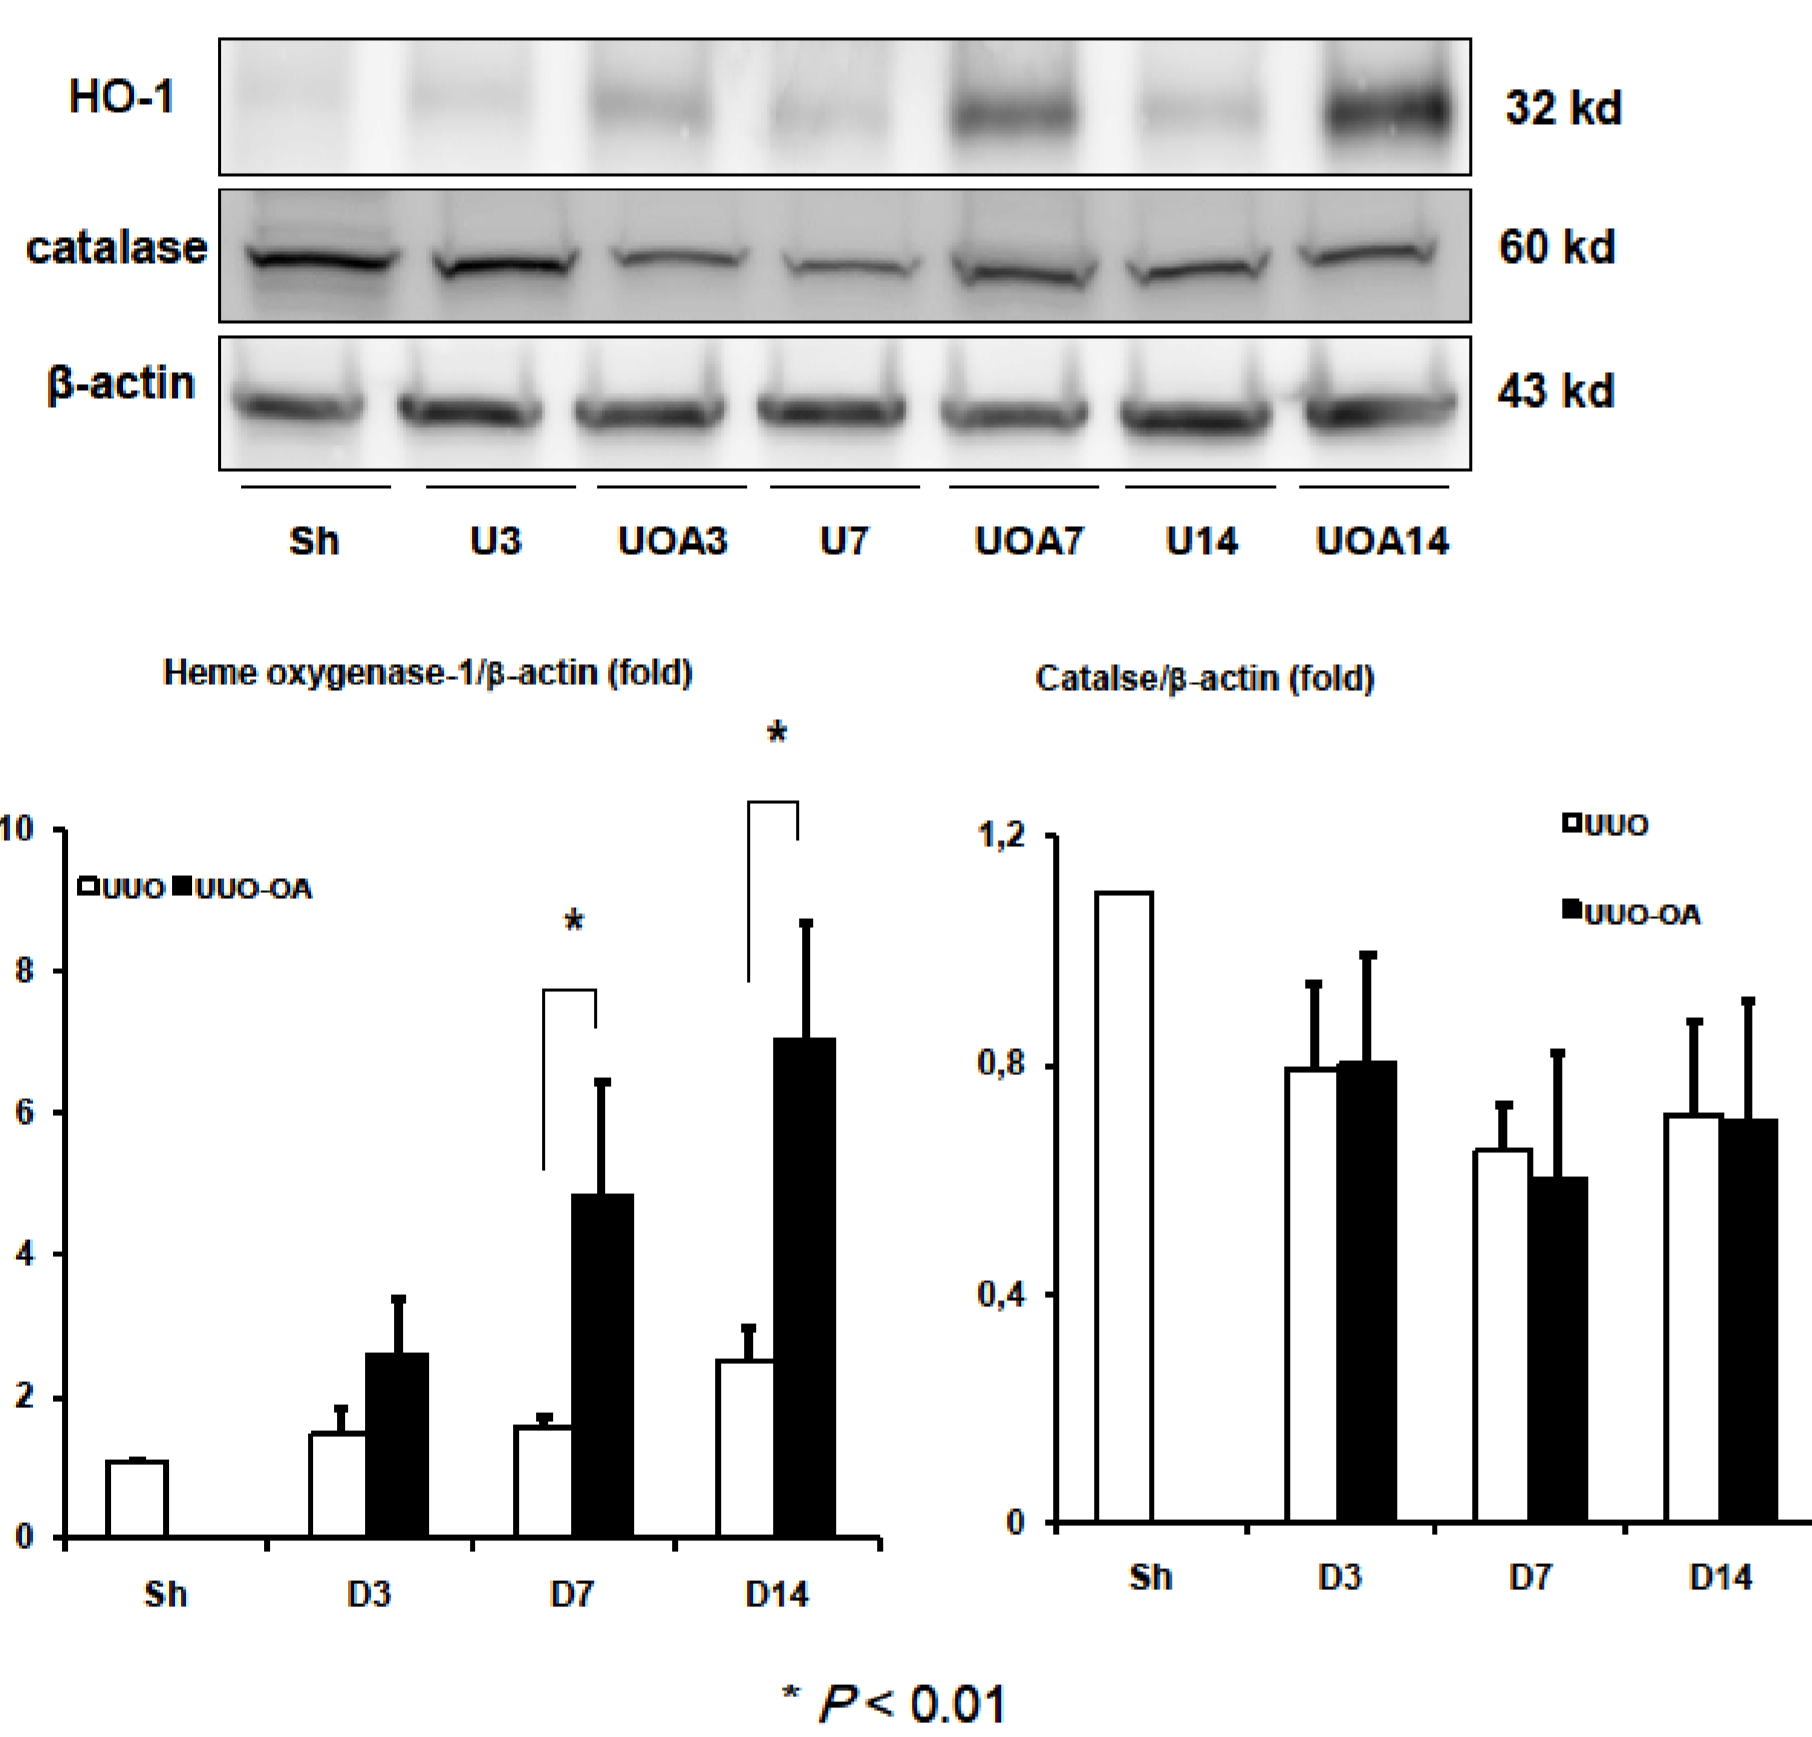 HO-1 32 kd
catalase 60 kd
β-actin 43 kd
Sh U3 UOA3 U7 UOA7 U14 UOA14
Heme oxygenase-1/β-actin (fold)
*
*
10
8
6
4
2
0
UUO UUO-OA
Sh D3 D7 D14
Catalse/β-actin (fold)
1,2
0,8
0,4
0
UUO
UUO-OA
Sh D3 D7 D14
* P < 0.01